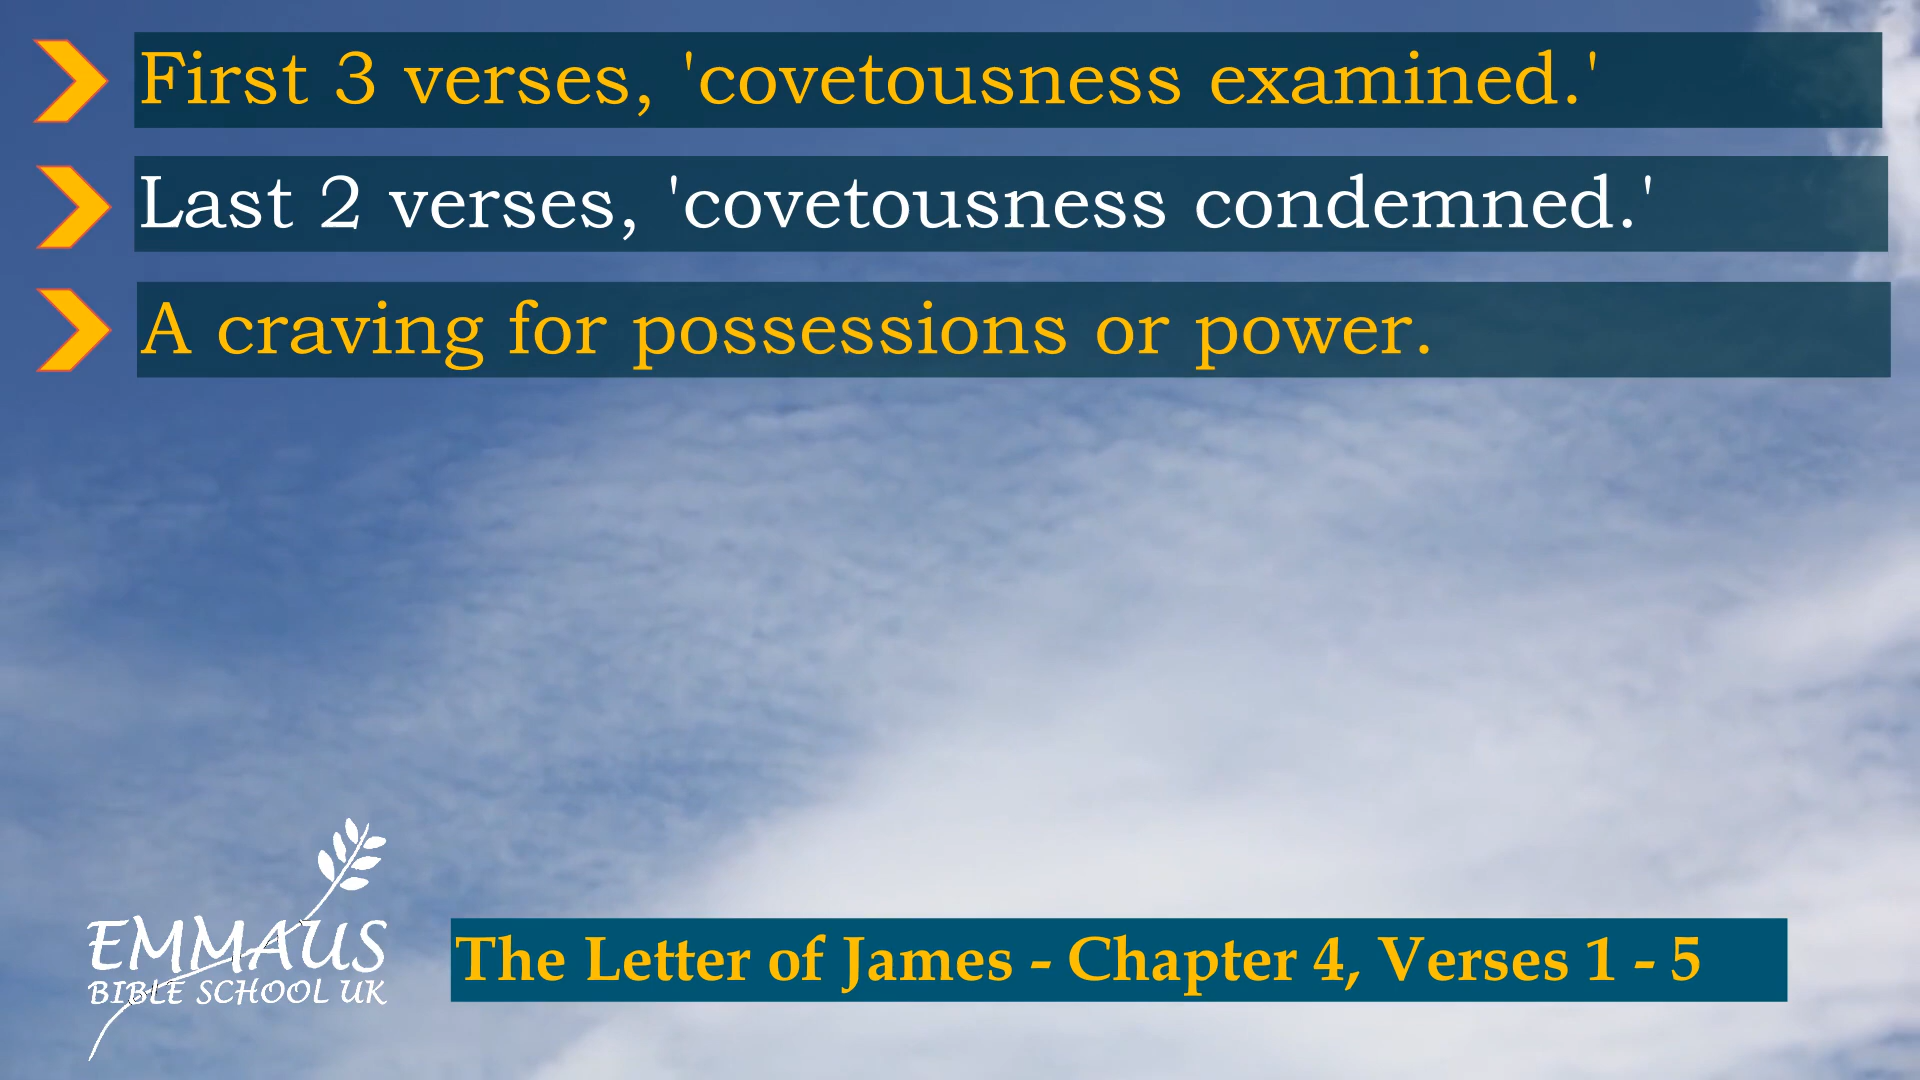 First 3 verses, 'covetousness examined.'
Last 2 verses, 'covetousness condemned.'
A craving for possessions or power.
EMMAUS
BIBLE SCHOOL UK
The Letter of James - Chapter 4, Verses 1 - 5